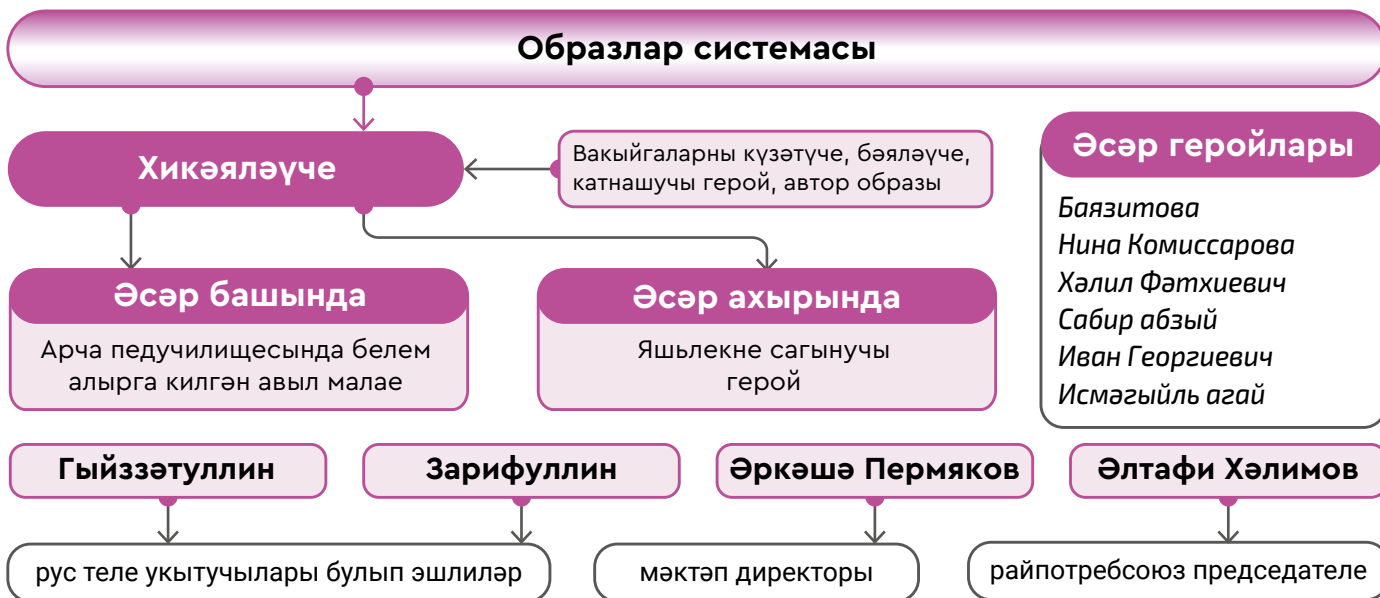 Образлар системасы
Хикәяләүче
Вакыйгаларны күзәтүче, бәяләүче,
катнашучы герой, автор образы
Әсәр геройлары
Баязитова
Нина Комиссарова
Хәлил Фәтхиевич
Сабир абзый
Иван Георгиевич
Исмәгыйль агай
Әсәр башында
Арча педучилищесында белем
алырга килгән авыл малае
Әсәр ахырында
Яшьлекне сагынучы
герой
Гыйззәтуллин
Зарифуллин
Әркәшә Пермяков
Әлтафи Хәлимов
рус теле укытучылары булып эшлиләр
мәктәп директоры
райпотребсоюз председателе